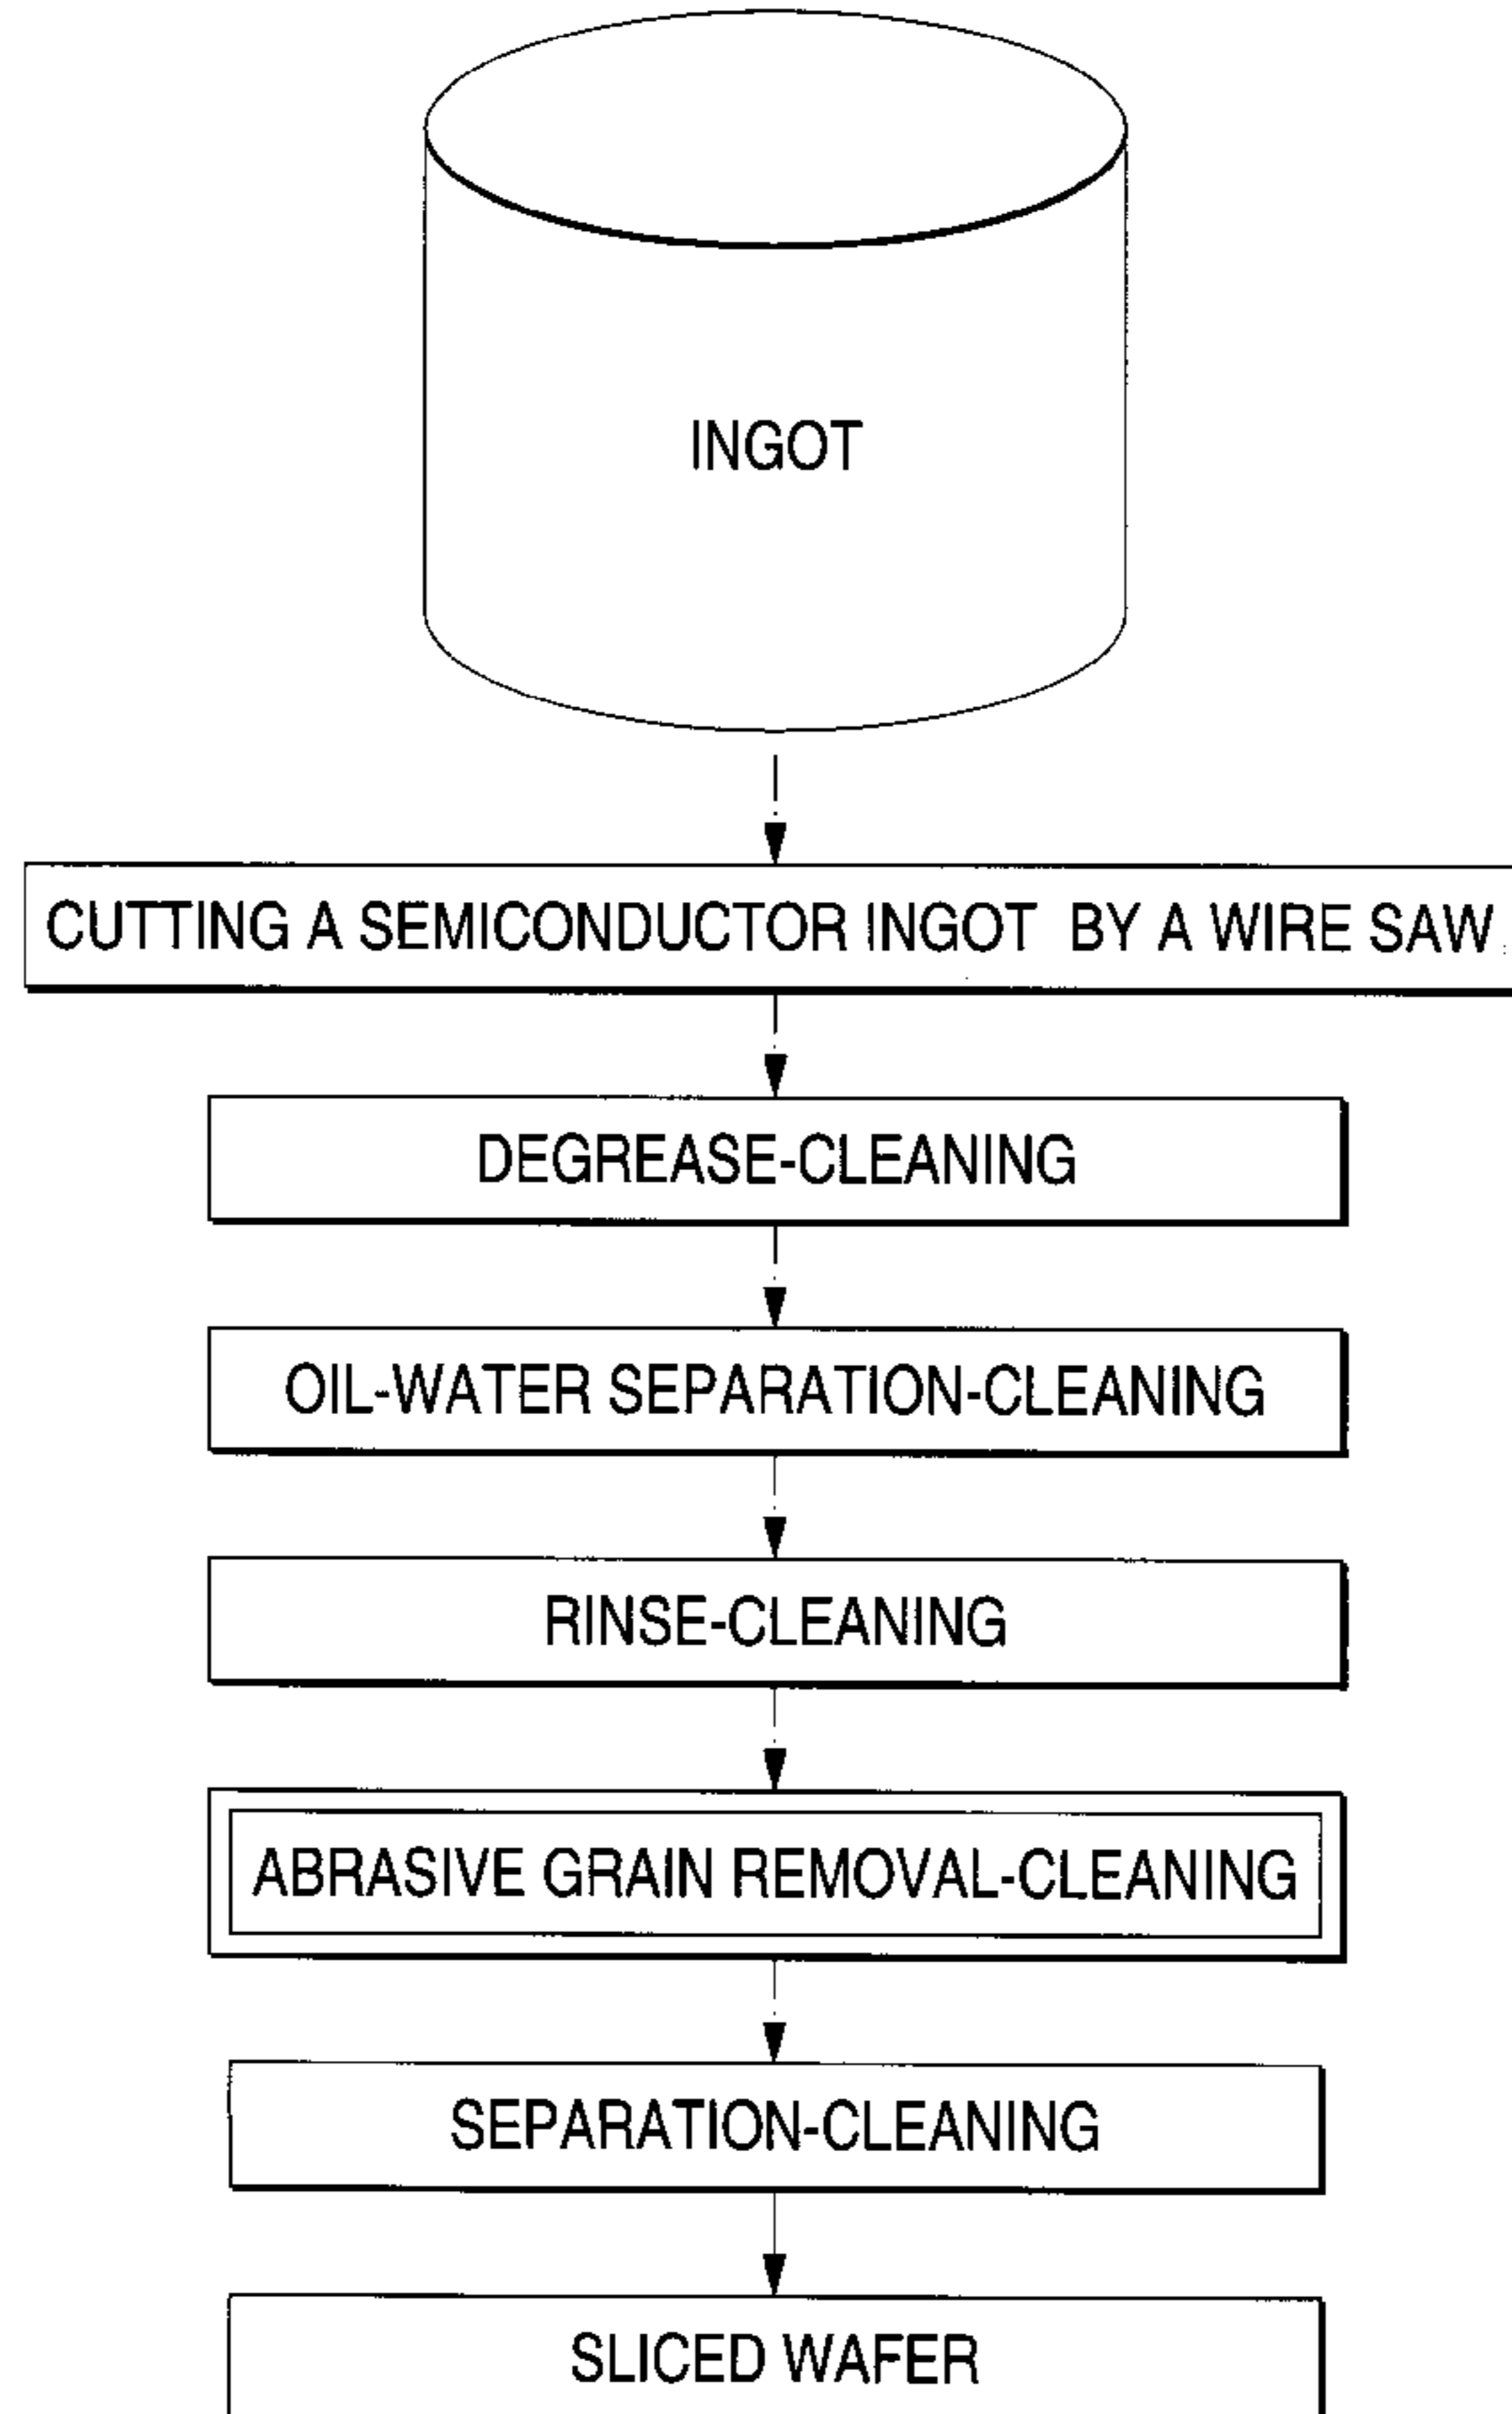 INGOT
CUTTING A SEMICONDUCTOR INGOT BY A WIRE SAW
DEGREASE-CLEANING
OIL-WATER SEPARATION-CLEANING
RINSE-CLEANING
ABRASIVE GRAIN REMOVAL-CLEANING
SEPARATION-CLEANING
SLICED WAFER